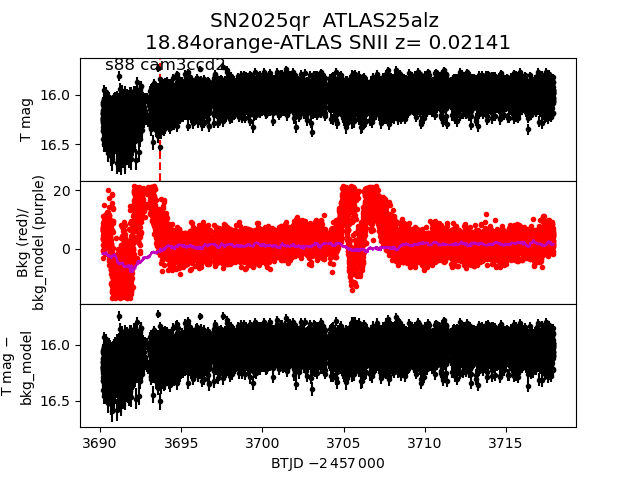 SN2025qr  ATLAS25alz
18.84orange-ATLAS SNII z= 0.02141
s88 cam3ccd2
T mag
16.0
16.5
Bkg (red)/
bkg_model (purple)
20
0
T mag −
bkg_model
16.0
16.5
3690 3695 3700 3705 3710 3715
BTJD −2 457 000